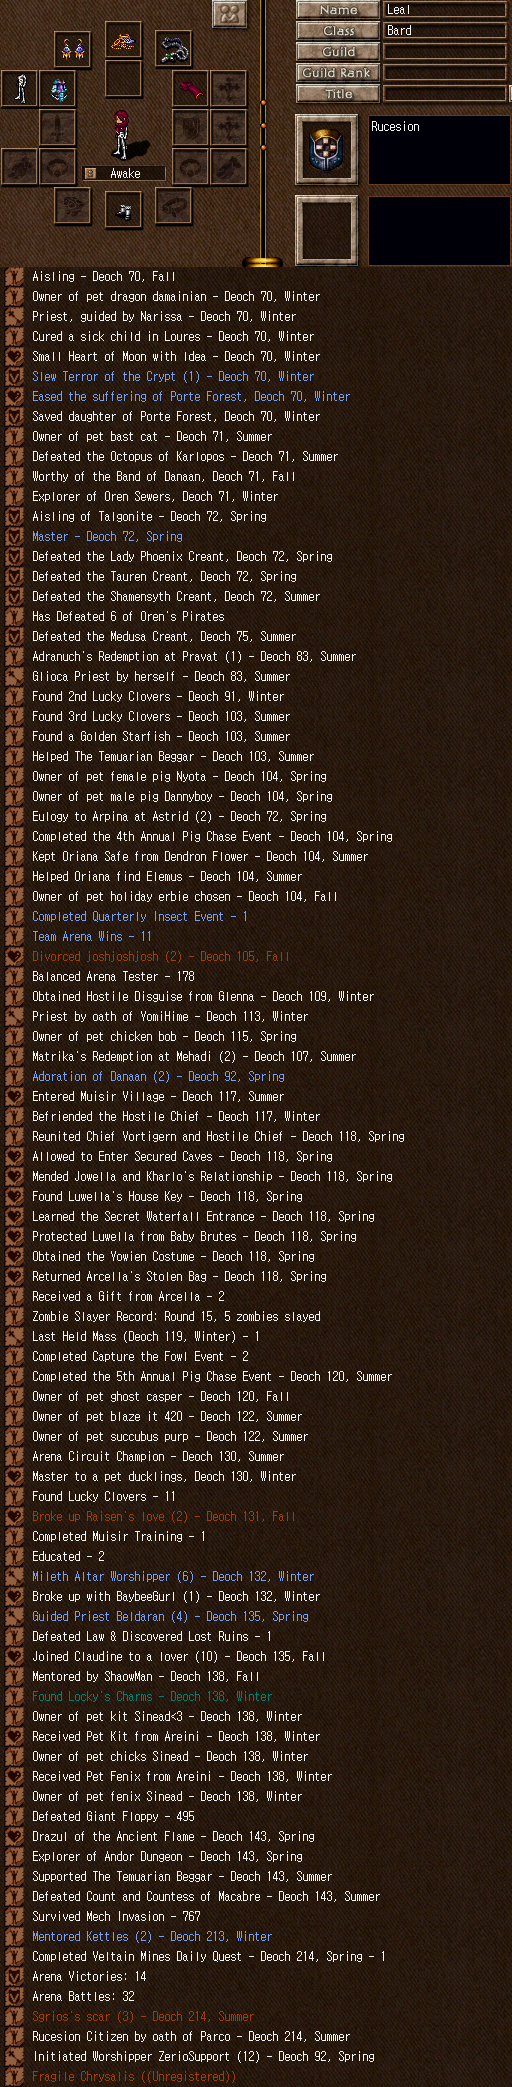 Name Leal
Class Bard
Guild
Guild Rank
Title
Rucesion
Awake
Aisling - Deoch 70, Fall
Owner of pet dragon damainian - Deoch 70, Winter
Priest, guided by Narissa - Deoch 70, Winter
Cured a sick child in Loures - Deoch 70, Winter
Small Heart of Moon with Idea - Deoch 70, Winter
Slew Terror of the Crypt (1) - Deoch 70, Winter
Eased the suffering of Porte Forest, Deoch 70, Winter
Saved daughter of Porte Forest, Deoch 70, Winter
Owner of pet bast cat - Deoch 71, Summer
Defeated the Octopus of Karlopos - Deoch 71, Summer
Worthy of the Band of Danaan, Deoch 71, Fall
Explorer of Oren Sewers, Deoch 71, Winter
Aisling of Talgonite - Deoch 72, Spring
Master - Deoch 72, Spring
Defeated the Lady Phoenix Creant, Deoch 72, Spring
Defeated the Tauren Creant, Deoch 72, Spring
Defeated the Shamensyth Creant, Deoch 72, Summer
Has Defeated 6 of Oren's Pirates
Defeated the Medusa Creant, Deoch 75, Summer
Adranuch's Redemption at Pravat (1) - Deoch 83, Summer
Glioca Priest by herself - Deoch 83, Summer
Found 2nd Lucky Clovers - Deoch 91, Winter
Found 3rd Lucky Clovers - Deoch 103, Summer
Found a Golden Starfish - Deoch 103, Summer
Helped The Temuarian Beggar - Deoch 103, Summer
Owner of pet female pig Nyota - Deoch 104, Spring
Owner of pet male pig Dannyboy - Deoch 104, Spring
Eulogy to Arpina at Astrid (2) - Deoch 72, Spring
Completed the 4th Annual Pig Chase Event - Deoch 104, Spring
Kept Oriana Safe from Dendron Flower - Deoch 104, Summer
Helped Oriana find Elemus - Deoch 104, Summer
Owner of pet holiday erbie chosen - Deoch 104, Fall
Completed Quarterly Insect Event - 1
Team Arena Wins - 11
Divorced joshjoshjosh (2) - Deoch 105, Fall
Balanced Arena Tester - 178
Obtained Hostile Disguise from Glenna - Deoch 109, Winter
Priest by oath of YomiHime - Deoch 113, Winter
Owner of pet chicken bob - Deoch 115, Spring
Matrika's Redemption at Mehadi (2) - Deoch 107, Summer
Adoration of Danaan (2) - Deoch 92, Spring
Entered Muisir Village - Deoch 117, Summer
Befriended the Hostile Chief - Deoch 117, Winter
Reunited Chief Vortigern and Hostile Chief - Deoch 118, Spring
Allowed to Enter Secured Caves - Deoch 118, Spring
Mended Jowella and Kharlo's Relationship - Deoch 118, Spring
Found Luwella's House Key - Deoch 118, Spring
Learned the Secret Waterfall Entrance - Deoch 118, Spring
Protected Luwella from Baby Brutes - Deoch 118, Spring
Obtained the Yowien Costume - Deoch 118, Spring
Returned Arcella's Stolen Bag - Deoch 118, Spring
Received a Gift from Arcella - 2
Zombie Slayer Record: Round 15, 5 zombies slayed
Last Held Mass (Deoch 119, Winter) - 1
Completed Capture the Fowl Event - 2
Completed the 5th Annual Pig Chase Event - Deoch 120, Summer
Owner of pet ghost casper - Deoch 120, Fall
Owner of pet blaze it 420 - Deoch 122, Summer
Owner of pet succubus purp - Deoch 122, Summer
Arena Circuit Champion - Deoch 130, Summer
Master to a pet ducklings, Deoch 130, Winter
Found Lucky Clovers - 11
Broke up Raisen's love (2) - Deoch 131, Fall
Completed Muisir Training - 1
Educated - 2
Mileth Altar Worshipper (6) - Deoch 132, Winter
Broke up with BaybeeGurl (1) - Deoch 132, Winter
Guided Priest Beldaran (4) - Deoch 135, Spring
Defeated Law & Discovered Lost Ruins - 1
Joined Claudine to a lover (10) - Deoch 135, Fall
Mentored by ShaowMan - Deoch 138, Fall
Found Locky's Charms - Deoch 138, Winter
Owner of pet kit Sinead<3 - Deoch 138, Winter
Received Pet Kit from Areini - Deoch 138, Winter
Owner of pet chicks Sinead - Deoch 138, Winter
Received Pet Fenix from Areini - Deoch 138, Winter
Owner of pet fenix Sinead - Deoch 138, Winter
Defeated Giant Floppy - 495
Drazul of the Ancient Flame - Deoch 143, Spring
Explorer of Andor Dungeon - Deoch 143, Spring
Supported The Temuarian Beggar - Deoch 143, Summer
Defeated Count and Countess of Macabre - Deoch 143, Summer
Survived Mech Invasion - 767
Mentored Kettles (2) - Deoch 213, Winter
Completed Veltain Mines Daily Quest - Deoch 214, Spring - 1
Arena Victories: 14
Arena Battles: 32
Sgrios's scar (3) - Deoch 214, Summer
Rucesion Citizen by oath of Parco - Deoch 214, Summer
Initiated Worshipper ZerioSupport (12) - Deoch 92, Spring
Fragile Chrysalis ((Unregistered))